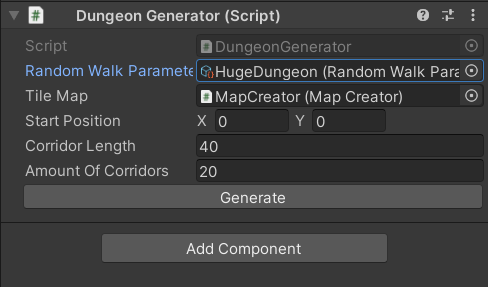 Dungeon Generator (Script)
Script DungeonGenerator
Random Walk Paramete HugeDungeon (Random Walk Para
Tile Map MapCreator (Map Creator)
Start Position X 0 Y 0
Corridor Length 40
Amount Of Corridors 20
Generate
Add Component